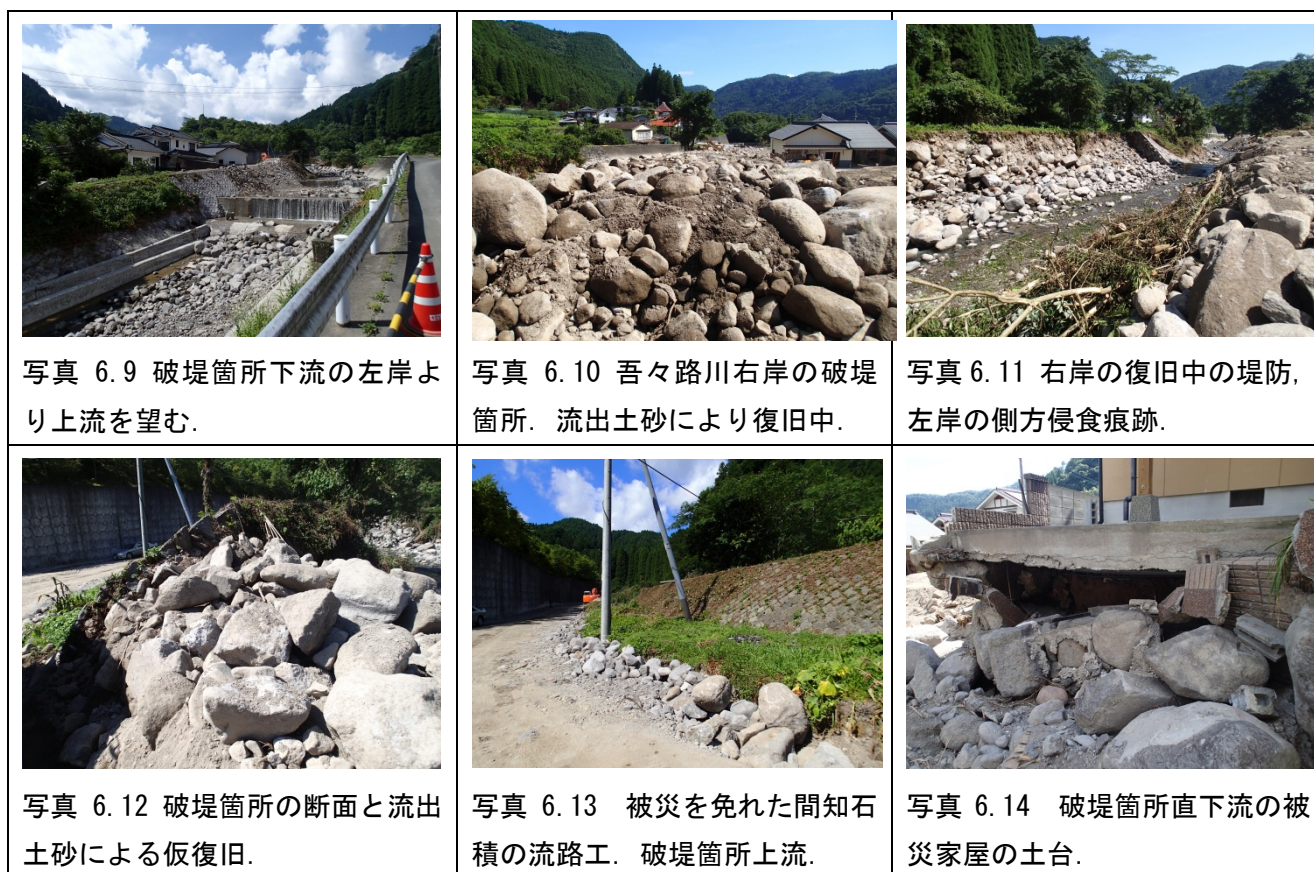 写真 6.9 破堤箇所下流の左岸よ
り上流を望む.
写真 6.10 吾々路川右岸の破堤
箇所. 流出土砂により復旧中.
写真 6.11 右岸の復旧中の堤防,
左岸の側方侵食痕跡.
写真 6.12 破堤箇所の断面と流出
土砂による仮復旧.
写真 6.13 被災を免れた間知石
積の流路工. 破堤箇所上流.
写真 6.14 破堤箇所直下流の被
災家屋の土台.